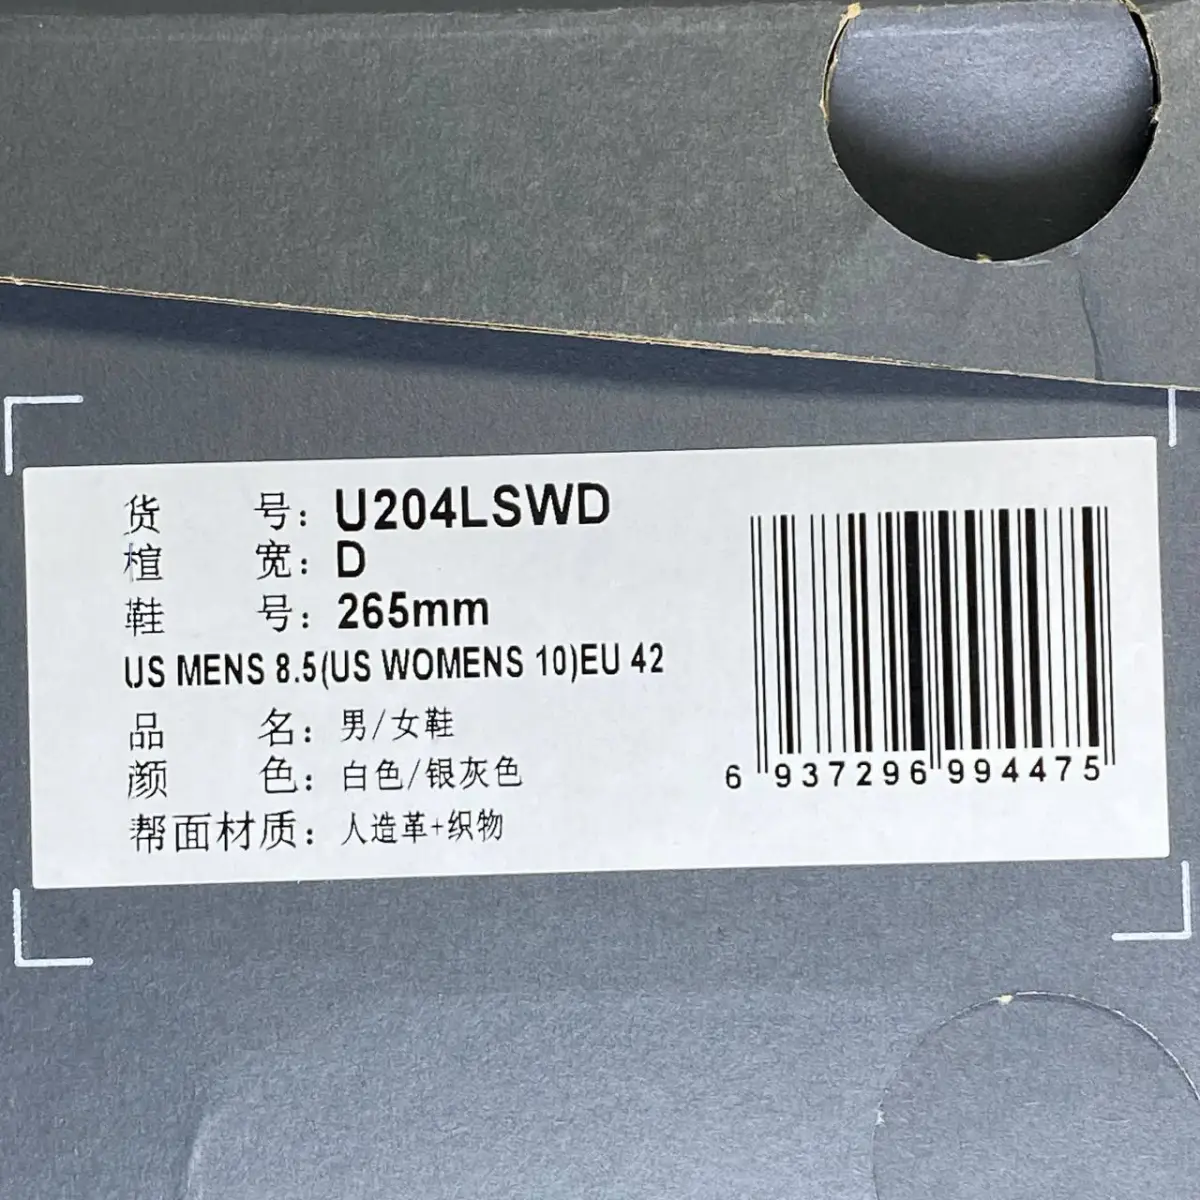 货 号：U204LSWD
楦 宽：D
鞋 号：265mm
US MENS 8.5(US WOMENS 10)EU 42
品 名：男/女鞋
颜 色：白色/银灰色
帮面材质：人造革+织物
6 937296 994475